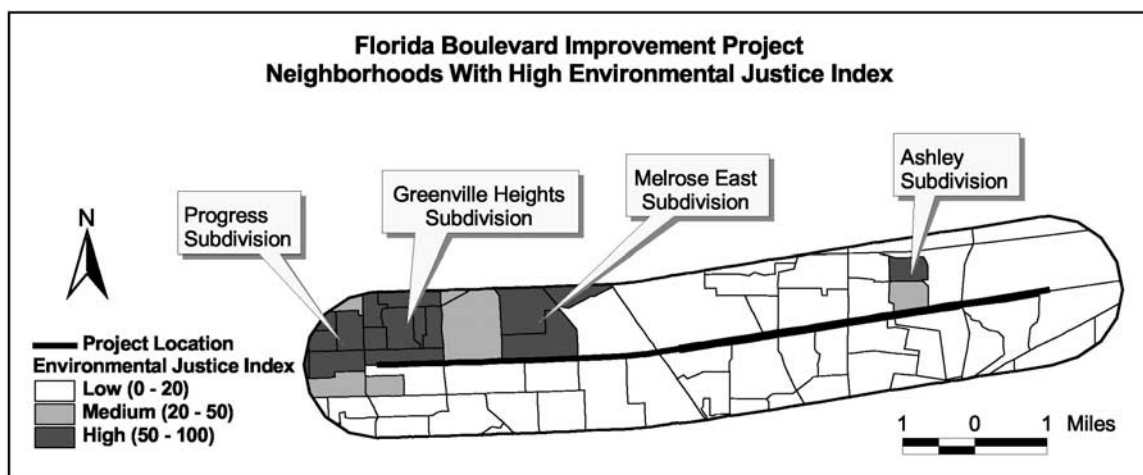 Florida Boulevard Improvement Project
Neighborhoods With High Environmental Justice Index
Ashley
Subdivision
Melrose East
Subdivision
Greenville Heights
Subdivision
Progress
Subdivision
N
Project Location
Environmental Justice Index
Low (0 - 20)
Medium (20 - 50)
High (50 - 100)
1 0 1 Miles